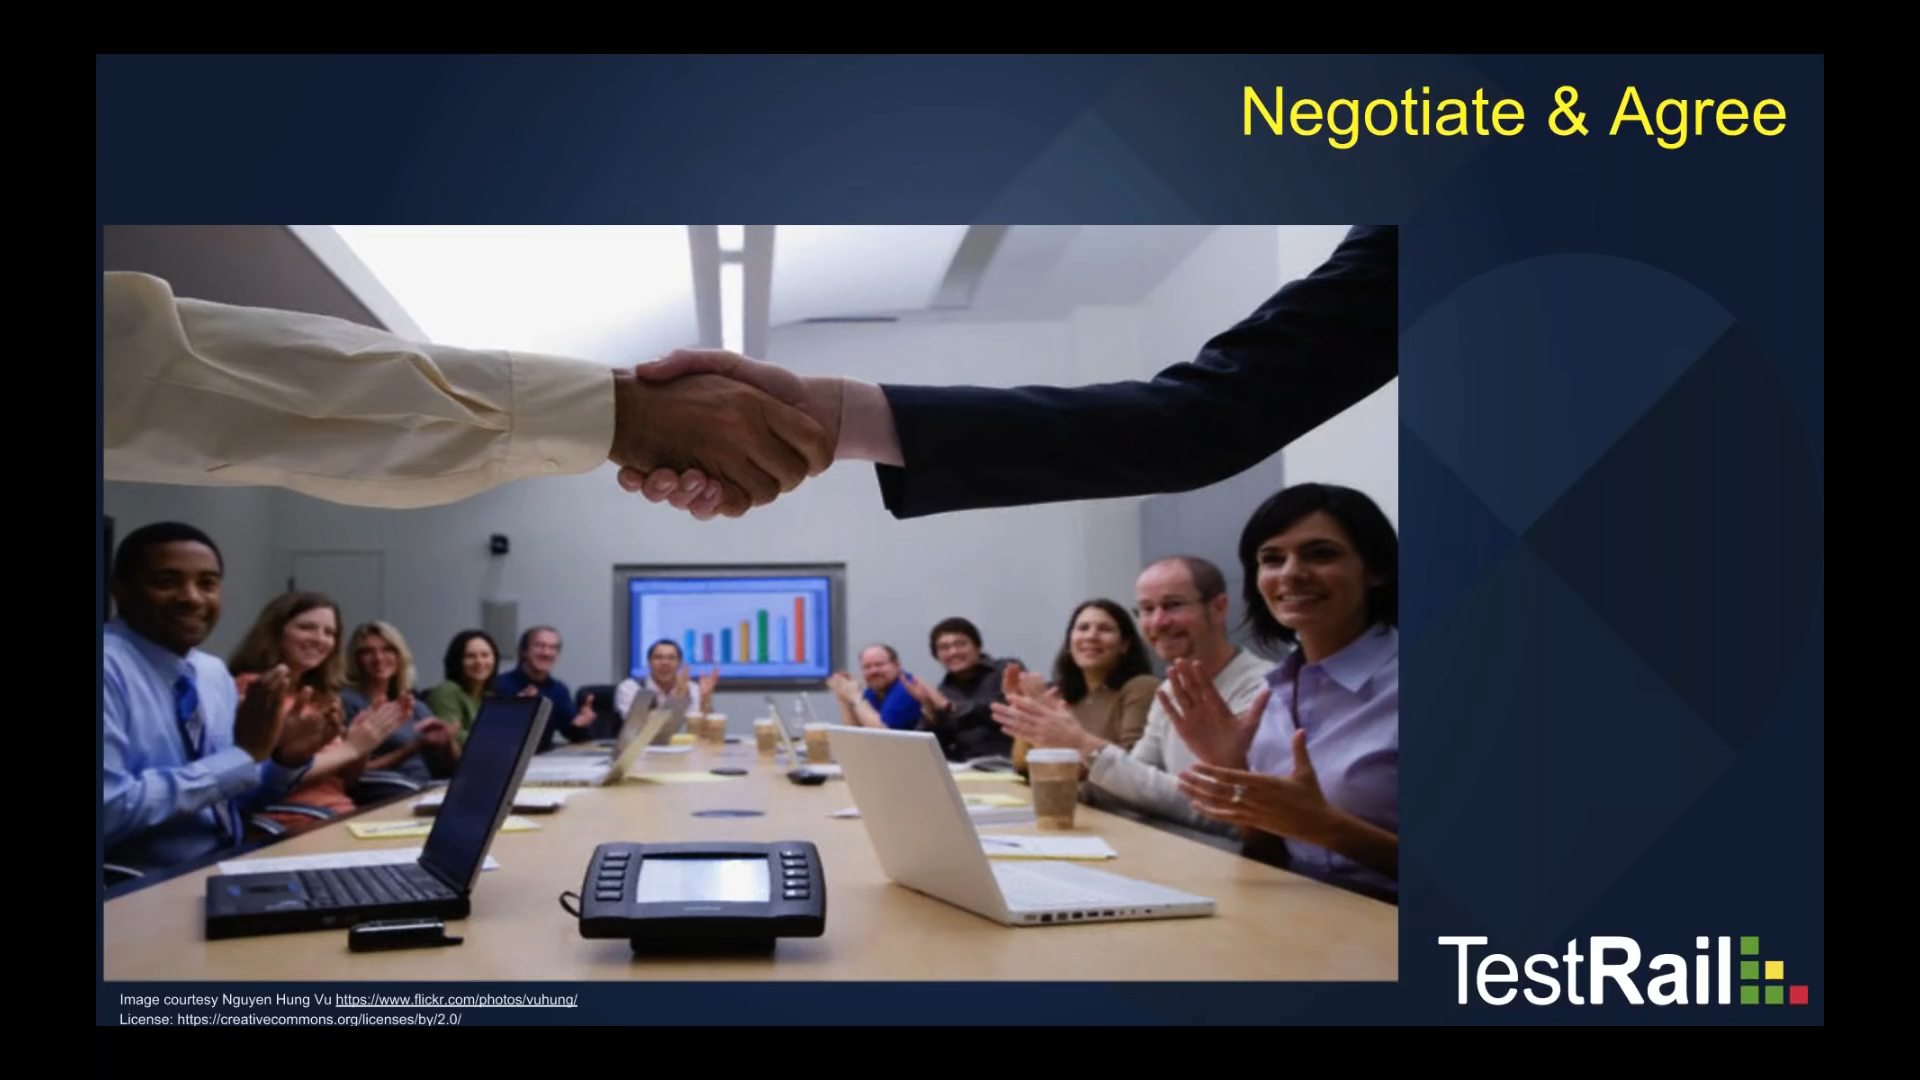 Negotiate & Agree
Image courtesy Nguyen Hung Vu https://www.flickr.com/photos/vuhung/
License: https://creativecommons.org/licenses/by/2.0/
TestRail